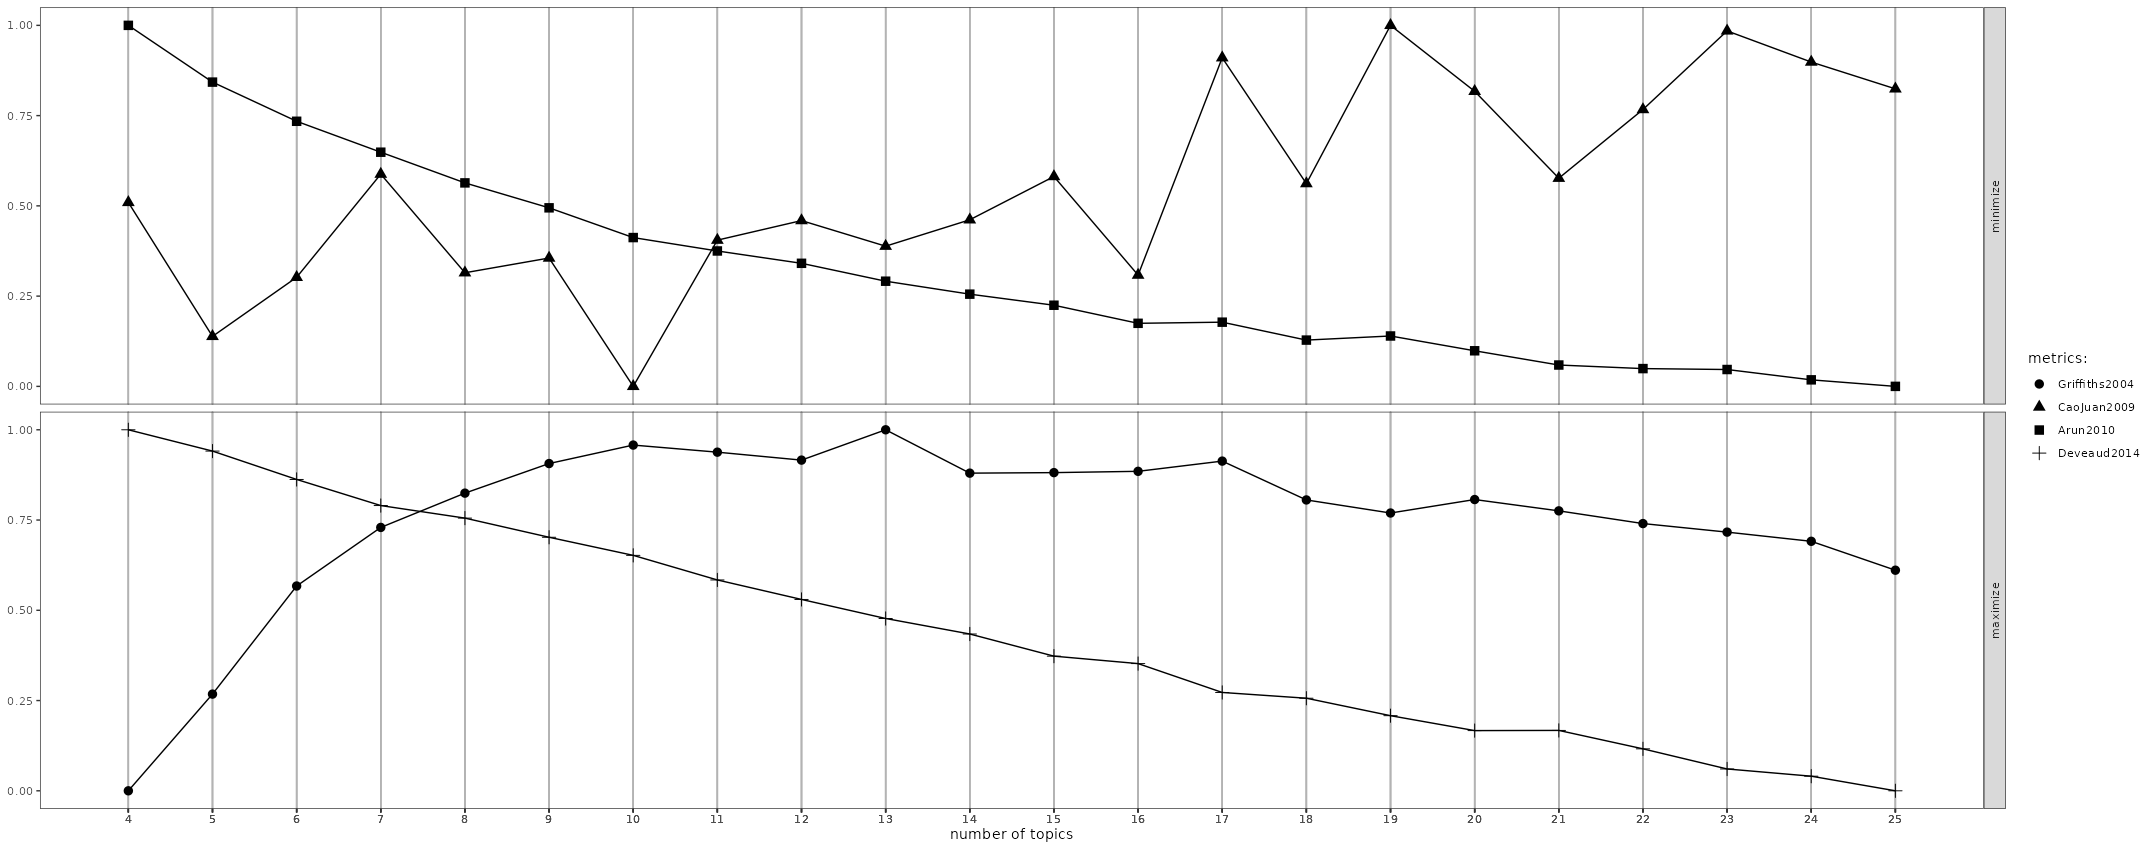 1.00
0.75
0.50
0.25
0.00
minimize
1.00
0.75
0.50
0.25
0.00
maximize
4 5 6 7 8 9 10 11 12 13 14 15 16 17 18 19 20 21 22 23 24 25
number of topics
metrics:
Griffiths2004
CaoJuan2009
Arun2010
Deveaud2014